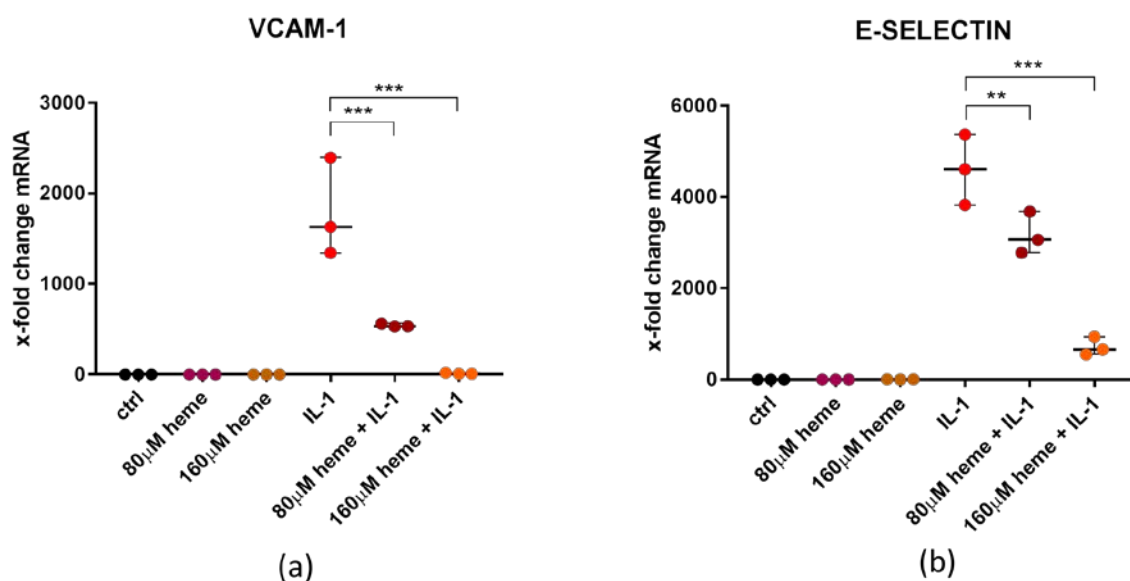 VCAM-1
x-fold change mRNA
3000
2000
1000
0
***
***
ctrl
80μM heme
160μM heme
IL-1
80μM heme + IL-1
160μM heme + IL-1
(a)
E-SELECTIN
x-fold change mRNA
6000
4000
2000
0
***
**
ctrl
80μM heme
160μM heme
IL-1
80μM heme + IL-1
160μM heme + IL-1
(b)